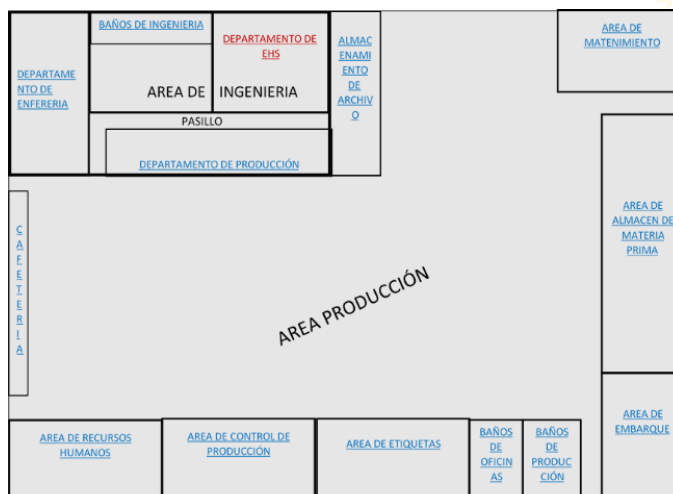 BAÑOS DE INGENIERIA
DEPARTAMENTO DE
EHS
ALMAC
ENAMI
ENTO
DE
ARCHIV
O
AREA DE
MATENIMIENTO
DEPARTAME
NTO DE
ENFERERIA
AREA DE INGENIERIA
PASILLO
DEPARTAMENTO DE PRODUCCIÓN
AREA DE
ALMACEN DE
MATERIA
PRIMA
C
A
F
E
T
E
R
I
A
AREA PRODUCCIÓN
AREA DE RECURSOS
HUMANOS
AREA DE CONTROL DE
PRODUCCIÓN
AREA DE ETIQUETAS
BAÑOS
DE
OFICIN
AS
BAÑOS
DE
PRODUC
CIÓN
AREA DE
EMBARQUE